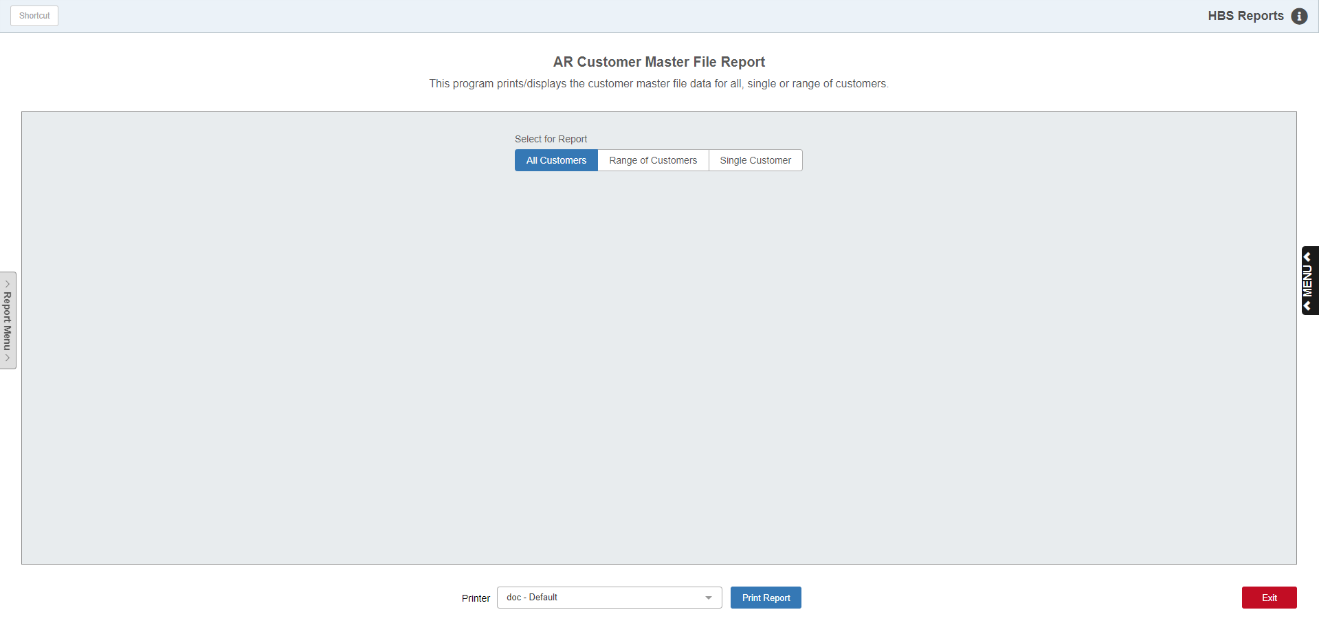 Shortcut
HBS Reports
AR Customer Master File Report
This program prints/displays the customer master file data for all, single or range of customers.
Select for Report
All Customers
Range of Customers
Single Customer
Report Menu
MENU
Printer
doc - Default
Print Report
Exit